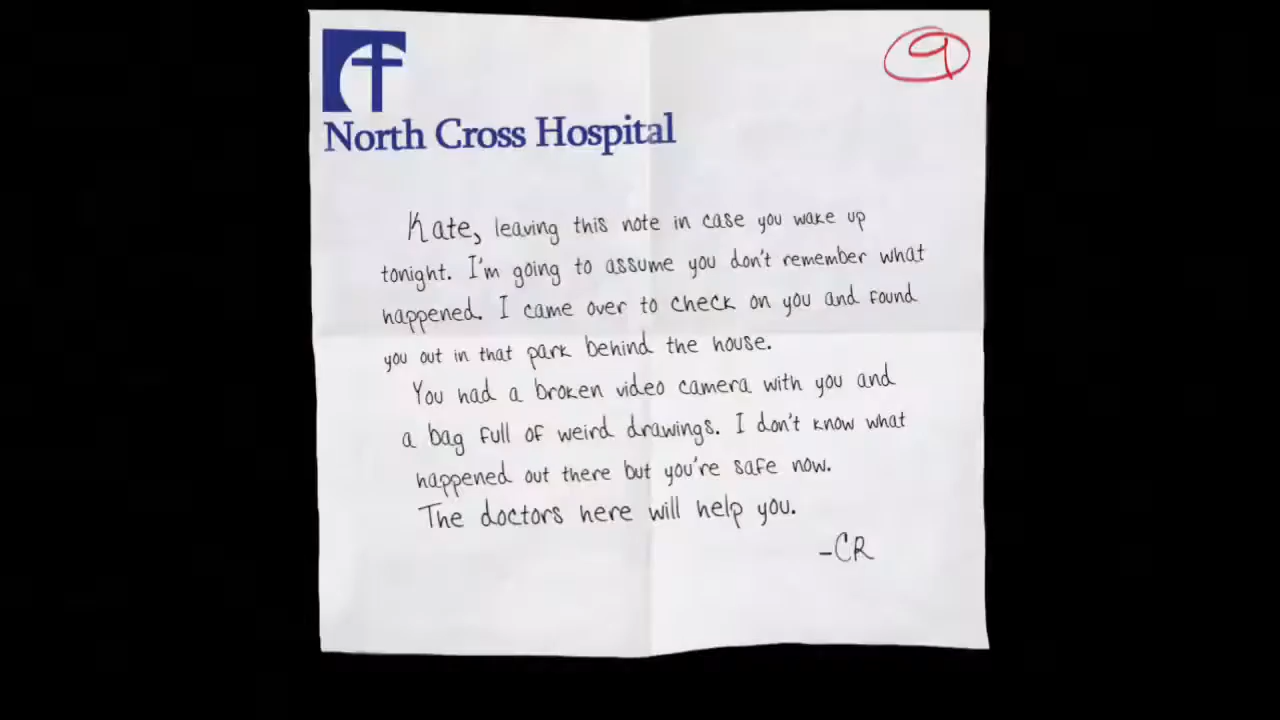 9
North Cross Hospital
Kate, leaving this note in case you wake up
tonight. I'm going to assume you don't remember what
happened. I came over to check on you and found
you out in that park behind the house.
You had a broken video camera with you and
a bag full of weird drawings. I don't know what
happened out there but you're safe now.
The doctors here will help you.
-CR